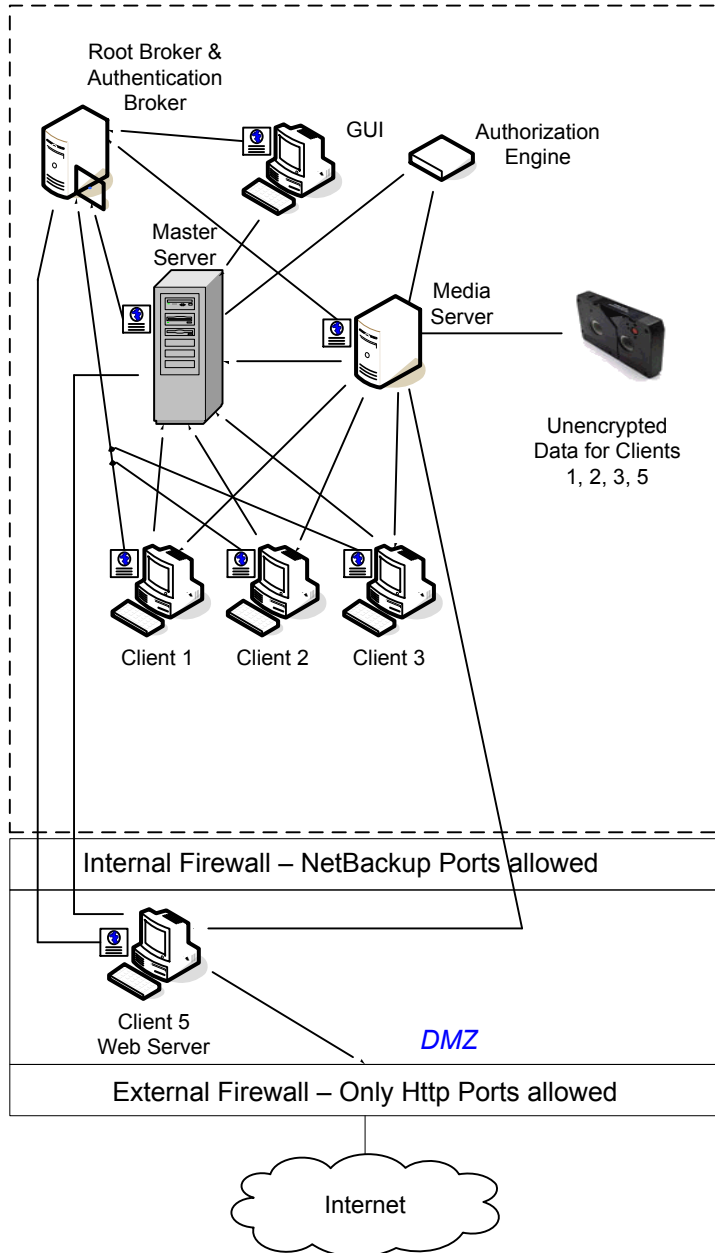 Root Broker &
Authentication
Broker
GUI
Authorization
Engine
Master
Server
Media
Server
Unencrypted
Data for Clients
1, 2, 3, 5
Client 1
Client 2
Client 3
Internal Firewall – NetBackup Ports allowed
Client 5
Web Server
DMZ
External Firewall – Only Http Ports allowed
Internet